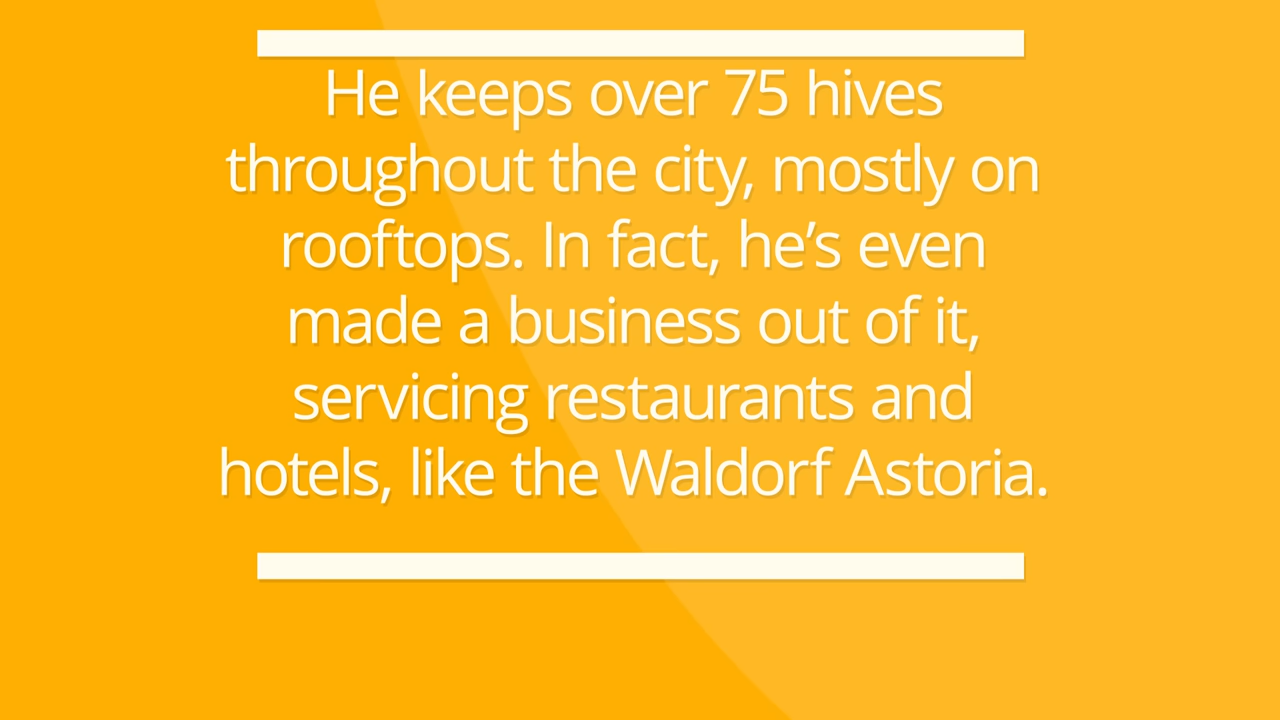 He keeps over 75 hives
throughout the city, mostly on
rooftops. In fact, he’s even
made a business out of it,
servicing restaurants and
hotels, like the Waldorf Astoria.